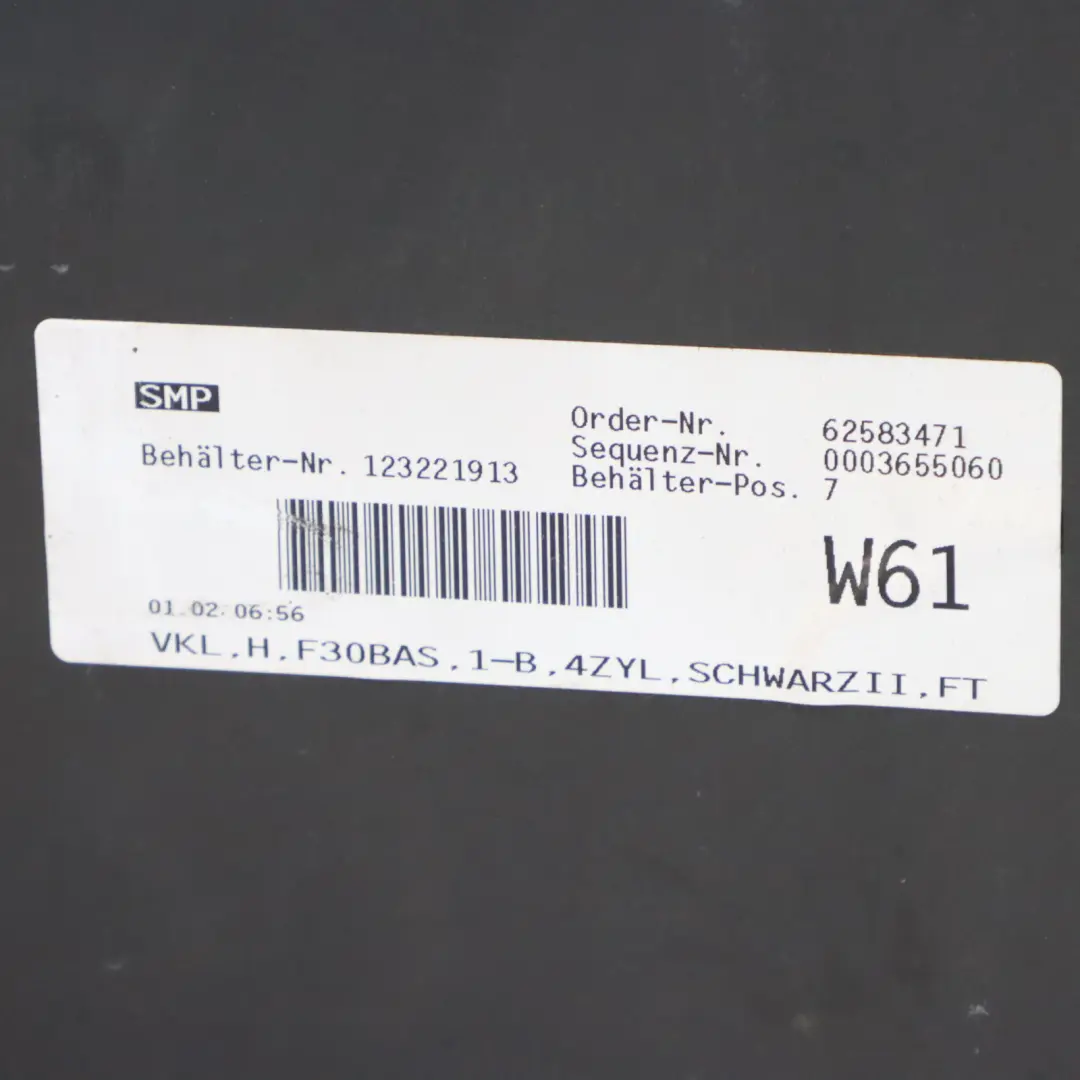 SMP
Behälter-Nr. 123221913
Order-Nr. 62583471
Sequenz-Nr. 0003655060
Behälter-Pos. 7
W61
01.02. 06:56
VKL.H.F30BAS.1-B.4ZYL.SCHWARZII.FT